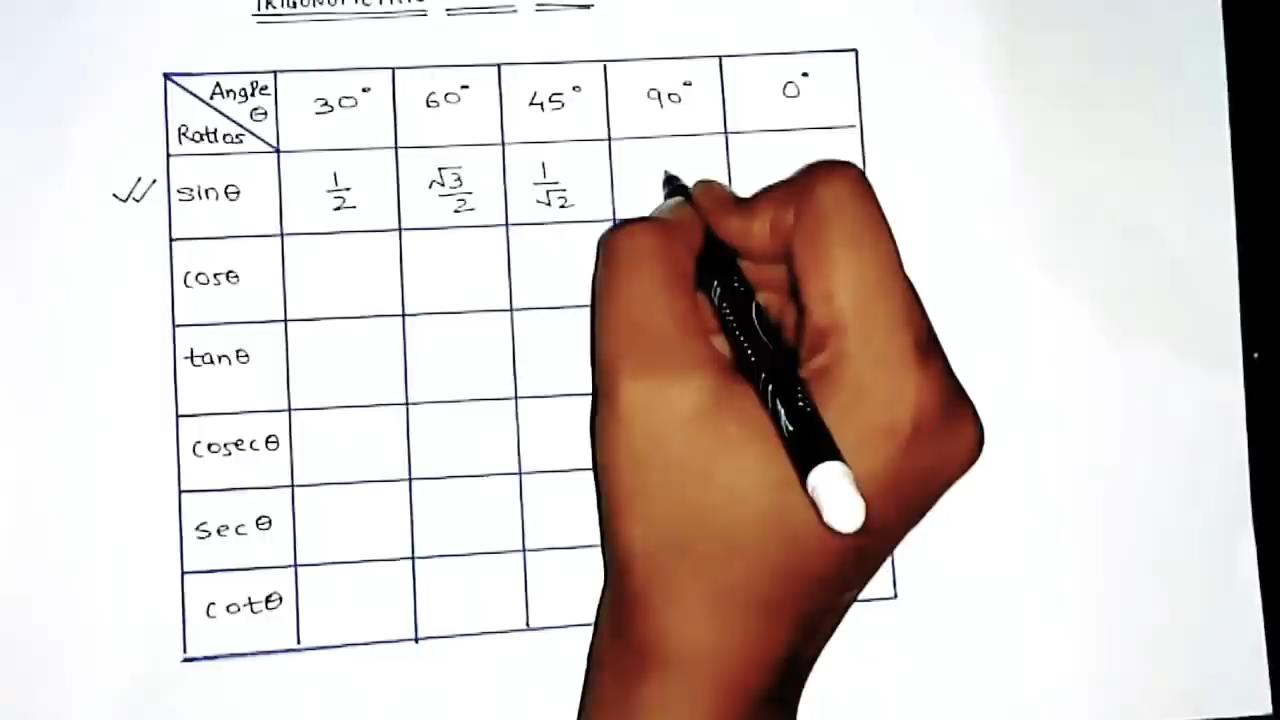 TRIGONOMETRIC
Angle θ 30° 60° 45° 90° 0°
Ratios
sinθ 1/2 √3/2 1/√2
cosθ
tanθ
cosecθ
secθ
cotθ